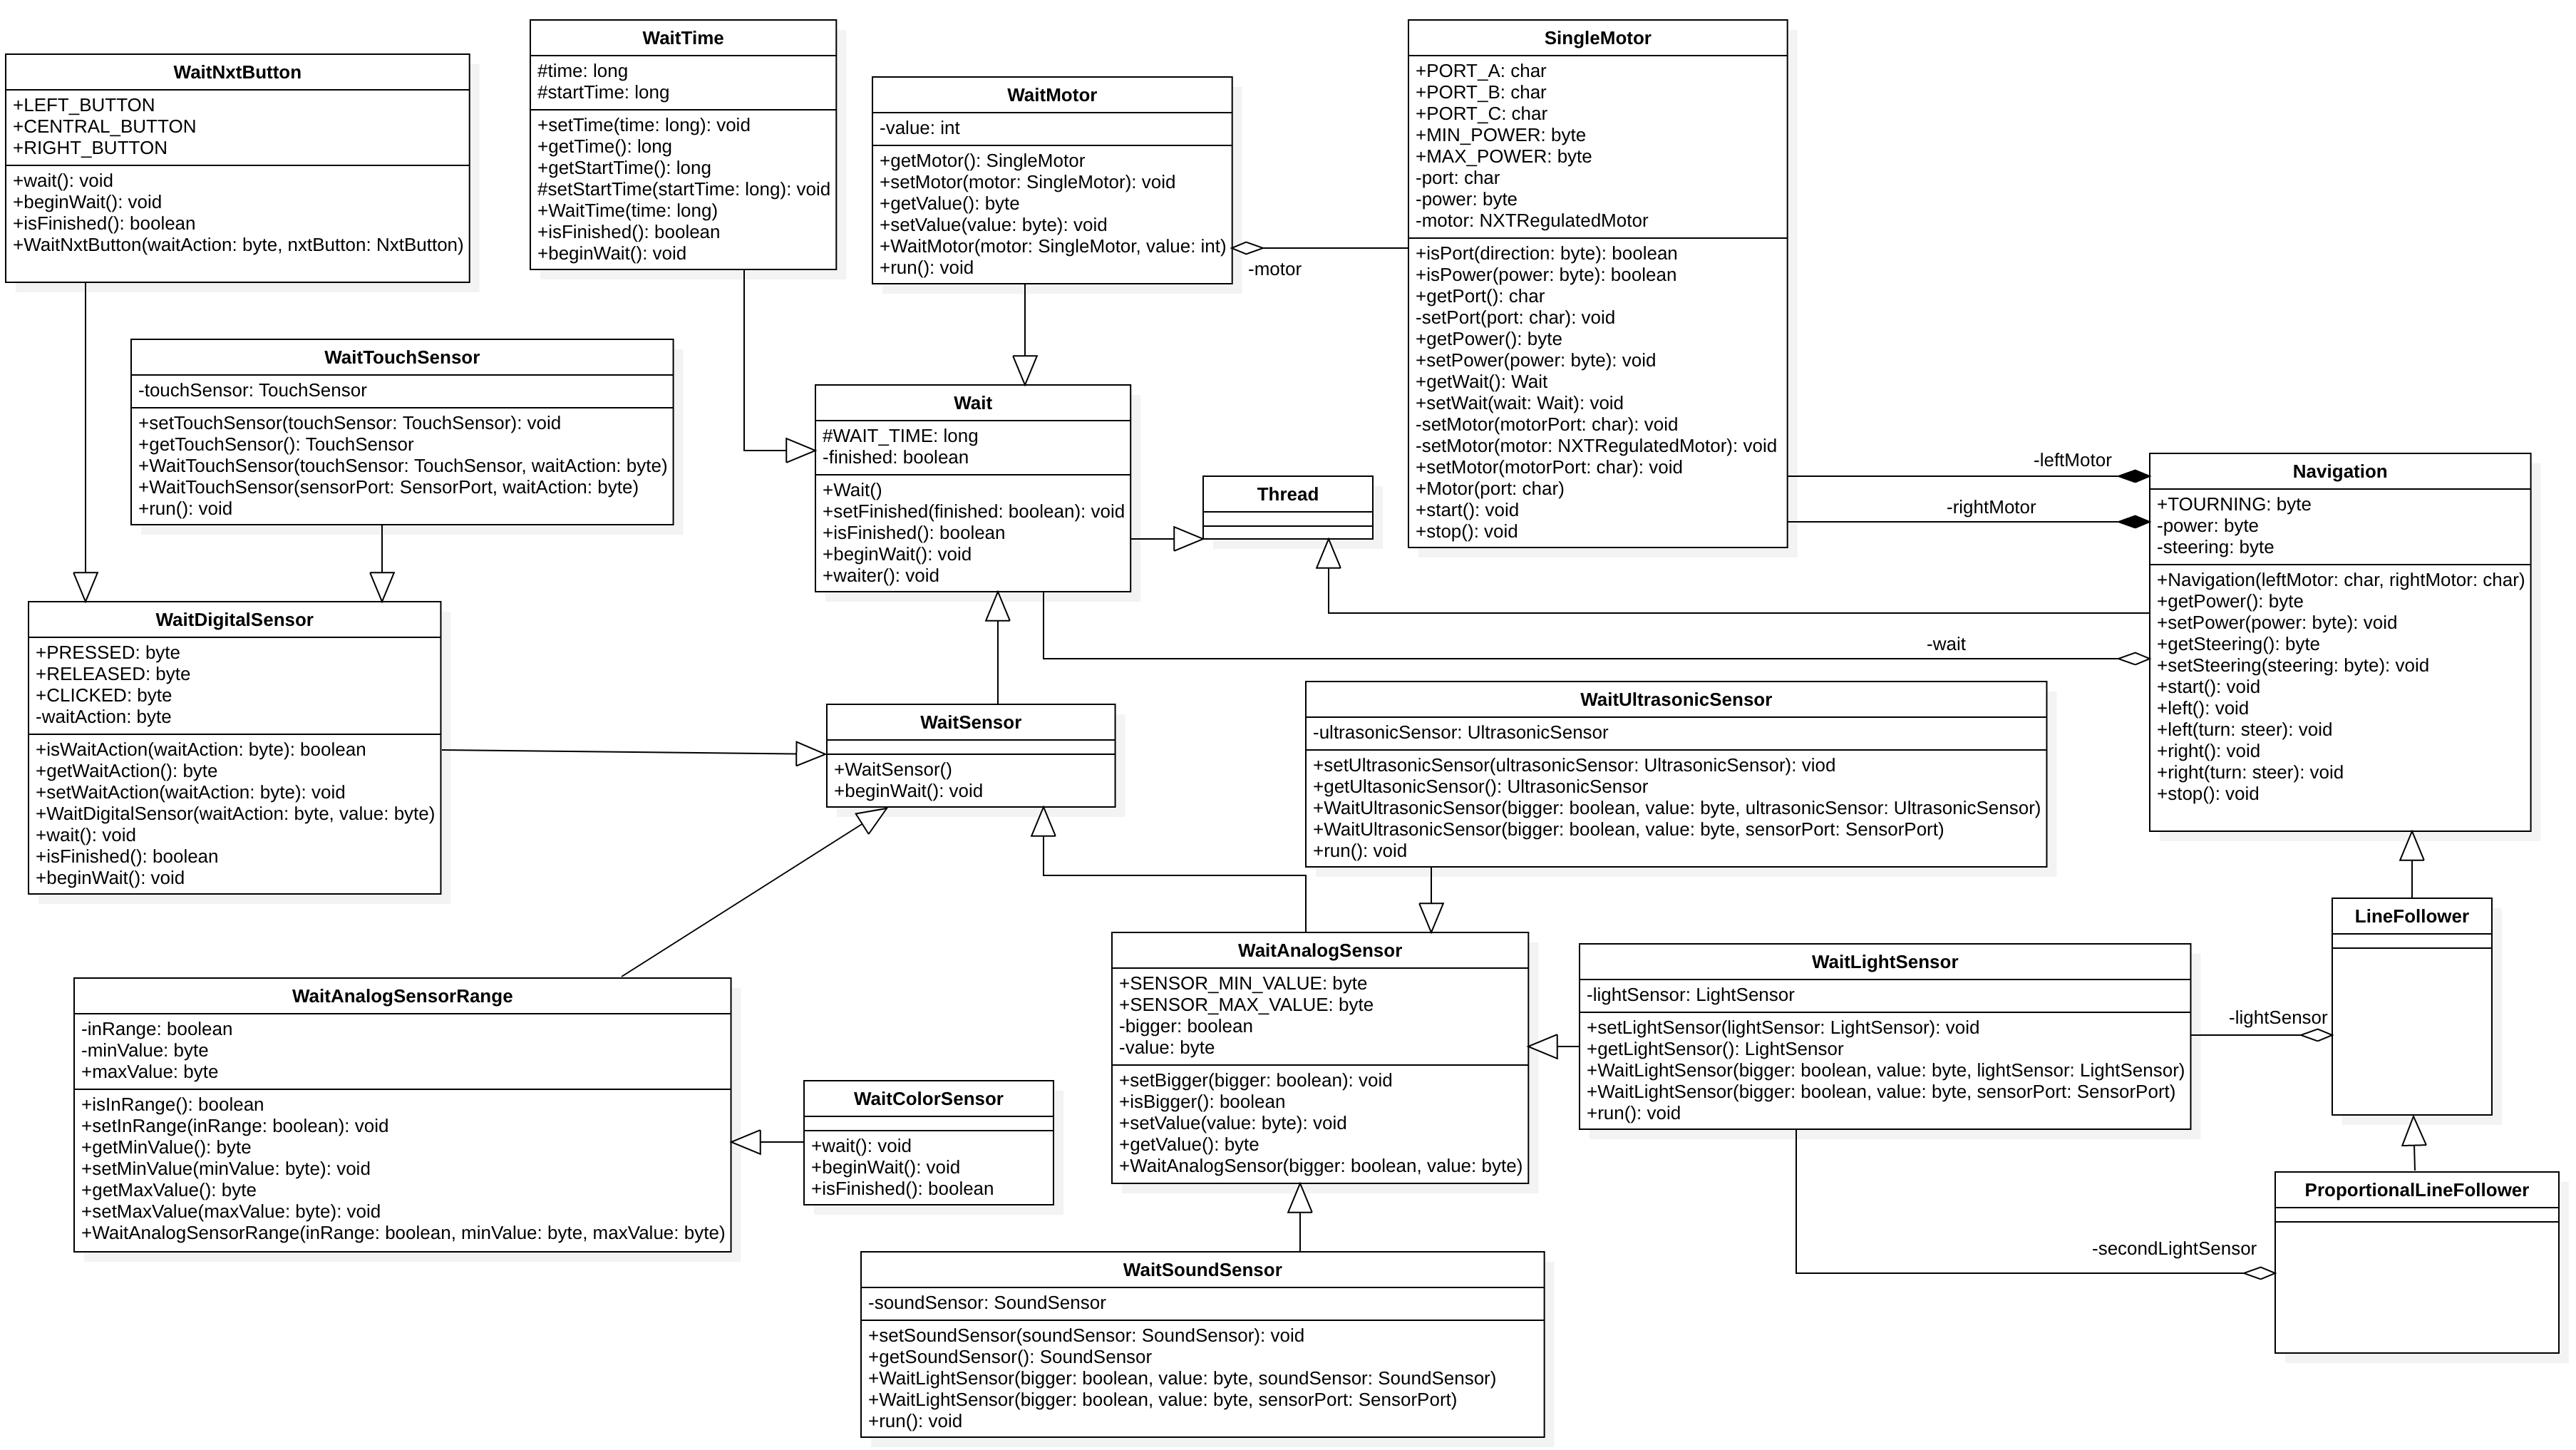 WaitNxtButton
+LEFT_BUTTON
+CENTRAL_BUTTON
+RIGHT_BUTTON
+wait(): void
+beginWait(): void
+isFinished(): boolean
+WaitNxtButton(waitAction: byte, nxtButton: NxtButton)
WaitTime
#time: long
#startTime: long
+setTime(time: long): void
+getTime(): long
+getStartTime(): long
#setStartTime(startTime: long): void
+WaitTime(time: long)
+isFinished(): boolean
+beginWait(): void
WaitMotor
-value: int
+getMotor(): SingleMotor
+setMotor(motor: SingleMotor): void
+getValue(): byte
+setValue(value: byte): void
+WaitMotor(motor: SingleMotor, value: int)
+run(): void
-motor
SingleMotor
+PORT_A: char
+PORT_B: char
+PORT_C: char
+MIN_POWER: byte
+MAX_POWER: byte
-port: char
-power: byte
-motor: NXTRegulatedMotor
+isPort(direction: byte): boolean
+isPower(power: byte): boolean
+getPort(): char
-setPort(port: char): void
+getPower(): byte
+setPower(power: byte): void
+getWait(): Wait
+setWait(wait: Wait): void
-setMotor(motorPort: char): void
-setMotor(motor: NXTRegulatedMotor): void
+setMotor(motorPort: char): void
+Motor(port: char)
+start(): void
+stop(): void
WaitTouchSensor
-touchSensor: TouchSensor
+setTouchSensor(touchSensor: TouchSensor): void
+getTouchSensor(): TouchSensor
+WaitTouchSensor(touchSensor: TouchSensor, waitAction: byte)
+WaitTouchSensor(sensorPort: SensorPort, waitAction: byte)
+run(): void
Wait
#WAIT_TIME: long
-finished: boolean
+Wait()
+setFinished(finished: boolean): void
+isFinished(): boolean
+beginWait(): void
+waiter(): void
Thread
-leftMotor
-rightMotor
-wait
Navigation
+TOURNING: byte
-power: byte
-steering: byte
+Navigation(leftMotor: char, rightMotor: char)
+getPower(): byte
+setPower(power: byte): void
+getSteering(): byte
+setSteering(steering: byte): void
+start(): void
+left(): void
+left(turn: steer): void
+right(): void
+right(turn: steer): void
+stop(): void
WaitDigitalSensor
+PRESSED: byte
+RELEASED: byte
+CLICKED: byte
-waitAction: byte
+isWaitAction(waitAction: byte): boolean
+getWaitAction(): byte
+setWaitAction(waitAction: byte): void
+WaitDigitalSensor(waitAction: byte, value: byte)
+wait(): void
+isFinished(): boolean
+beginWait(): void
WaitSensor
+WaitSensor()
+beginWait(): void
WaitUltrasonicSensor
-ultrasonicSensor: UltrasonicSensor
+setUltrasonicSensor(ultrasonicSensor: UltrasonicSensor): viod
+getUltasonicSensor(): UltrasonicSensor
+WaitUltrasonicSensor(bigger: boolean, value: byte, ultrasonicSensor: UltrasonicSensor)
+WaitUltrasonicSensor(bigger: boolean, value: byte, sensorPort: SensorPort)
+run(): void
WaitAnalogSensorRange
-inRange: boolean
-minValue: byte
+maxValue: byte
+isInRange(): boolean
+setInRange(inRange: boolean): void
+getMinValue(): byte
+setMinValue(minValue: byte): void
+getMaxValue(): byte
+setMaxValue(maxValue: byte): void
+WaitAnalogSensorRange(inRange: boolean, minValue: byte, maxValue: byte)
WaitColorSensor
+wait(): void
+beginWait(): void
+isFinished(): boolean
WaitAnalogSensor
+SENSOR_MIN_VALUE: byte
+SENSOR_MAX_VALUE: byte
-bigger: boolean
-value: byte
+setBigger(bigger: boolean): void
+isBigger(): boolean
+setValue(value: byte): void
+getValue(): byte
+WaitAnalogSensor(bigger: boolean, value: byte)
WaitLightSensor
-lightSensor: LightSensor
+setLightSensor(lightSensor: LightSensor): void
+getLightSensor(): LightSensor
+WaitLightSensor(bigger: boolean, value: byte, lightSensor: LightSensor)
+WaitLightSensor(bigger: boolean, value: byte, sensorPort: SensorPort)
+run(): void
-lightSensor
LineFollower
-secondLightSensor
ProportionalLineFollower
WaitSoundSensor
-soundSensor: SoundSensor
+setSoundSensor(soundSensor: SoundSensor): void
+getSoundSensor(): SoundSensor
+WaitLightSensor(bigger: boolean, value: byte, soundSensor: SoundSensor)
+WaitLightSensor(bigger: boolean, value: byte, sensorPort: SensorPort)
+run(): void